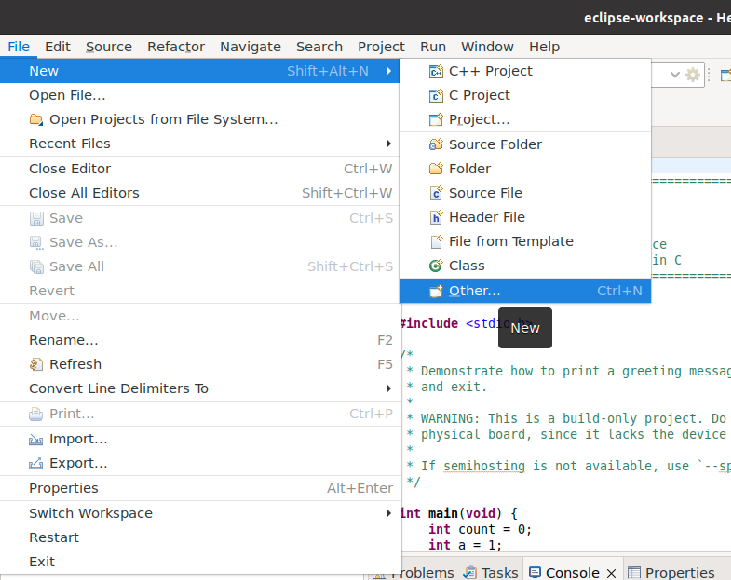 eclipse-workspace - He
File Edit Source Refactor Navigate Search Project Run Window Help
New Shift+Alt+N
Open File...
Open Projects from File System...
Recent Files
Close Editor Ctrl+W
Close All Editors Shift+Ctrl+W
Save Ctrl+S
Save As...
Save All Shift+Ctrl+S
Revert
Move...
Rename... F2
Refresh F5
Convert Line Delimiters To
Print... Ctrl+P
Import...
Export...
Properties Alt+Enter
Switch Workspace
Restart
Exit
C++ Project
C Project
Project...
Source Folder
Folder
Source File
Header File
File from Template
Class
Other... Ctrl+N
New
============
ce
in C
============
#include <stdio.h>
/*
* Demonstrate how to print a greeting messag
* and exit.
*
* WARNING: This is a build-only project. Do
* physical board, since it lacks the device
*
* If semihosting is not available, use `--sp
*/
int main(void) {
int count = 0;
int a = 1;
Problems Tasks Console Properties